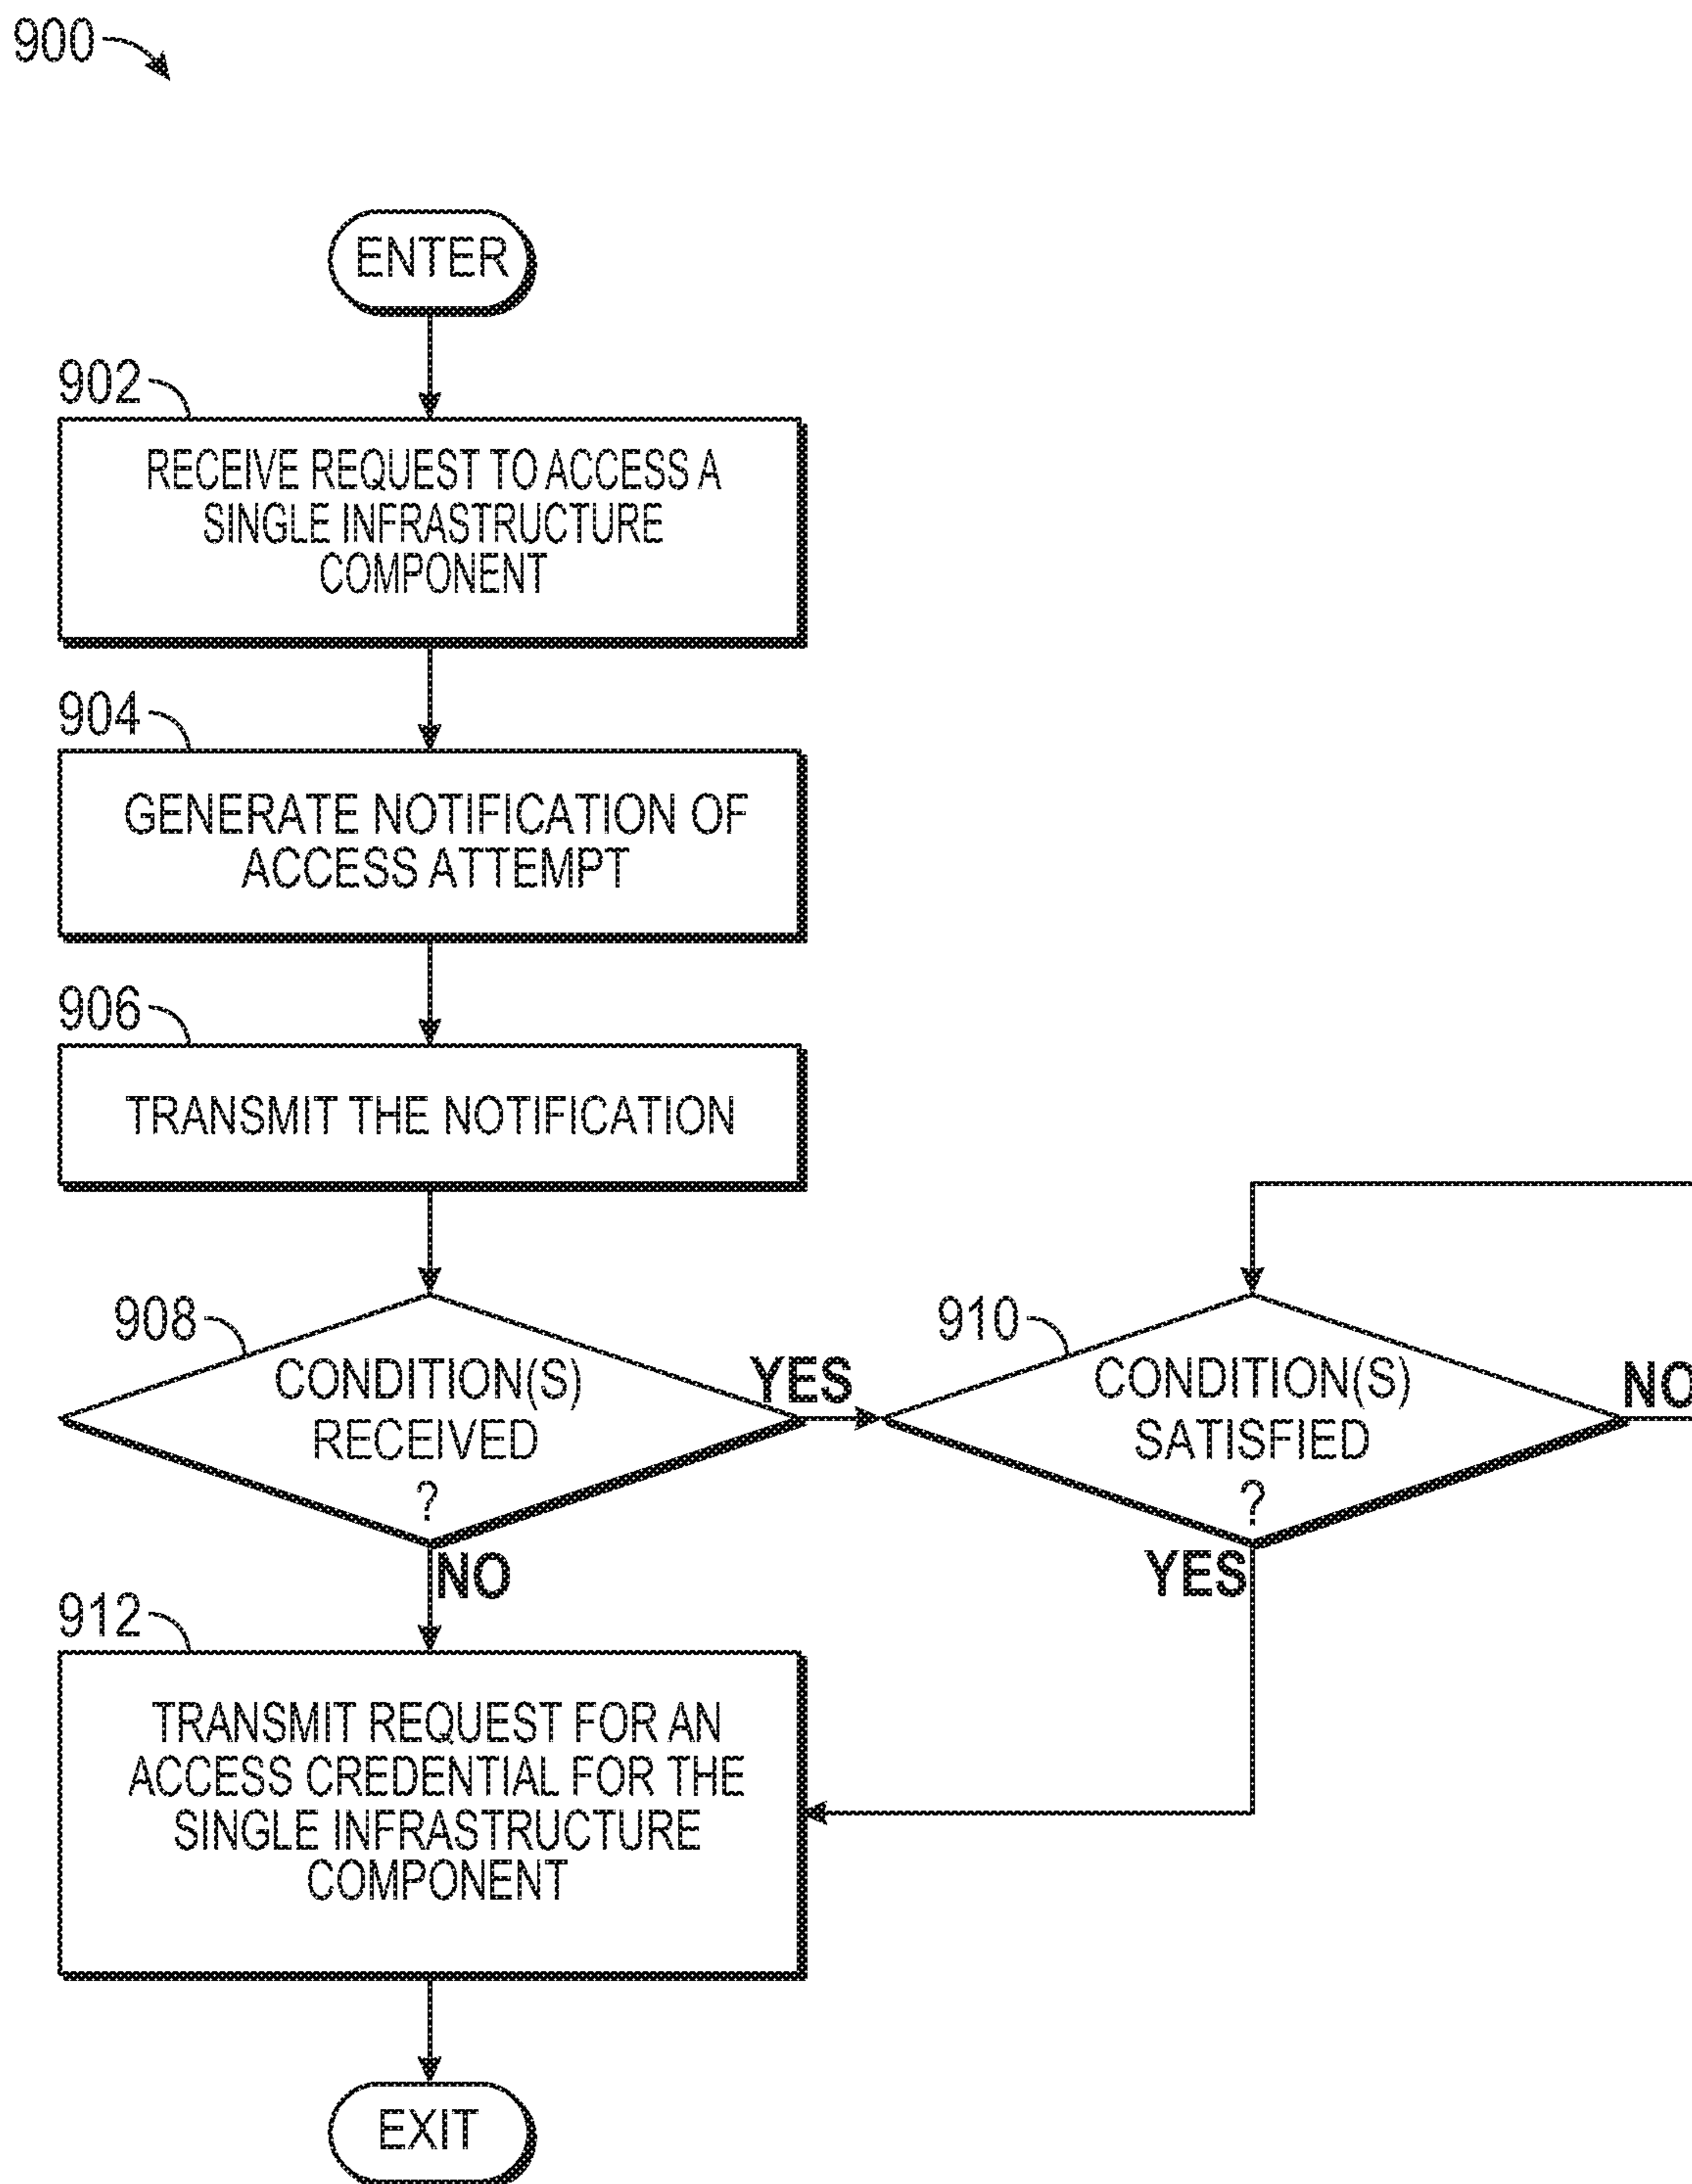 900
ENTER
902
RECEIVE REQUEST TO ACCESS A
SINGLE INFRASTRUCTURE
COMPONENT
904
GENERATE NOTIFICATION OF
ACCESS ATTEMPT
906
TRANSMIT THE NOTIFICATION
908
CONDITION(S)
RECEIVED
?
YES
NO
910
CONDITION(S)
SATISFIED
?
NO
YES
912
TRANSMIT REQUEST FOR AN
ACCESS CREDENTIAL FOR THE
SINGLE INFRASTRUCTURE
COMPONENT
EXIT